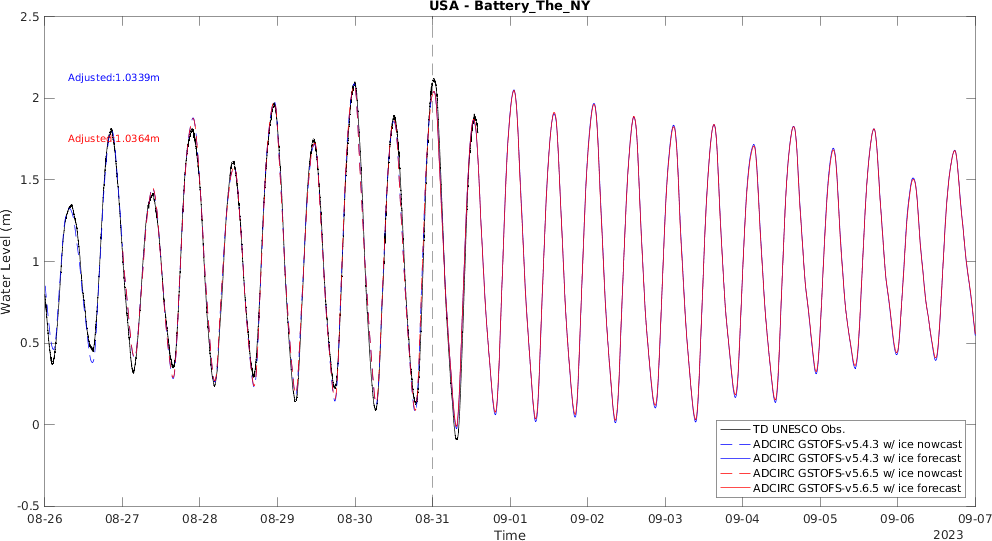 USA - Battery_The_NY
2.5
Adjusted:1.0339m
2
Adjusted:1.0364m
1.5
Water Level (m)
1
0.5
0
-0.5
TD UNESCO Obs.
ADCIRC GSTOFS-v5.4.3 w/ ice nowcast
ADCIRC GSTOFS-v5.4.3 w/ ice forecast
ADCIRC GSTOFS-v5.6.5 w/ ice nowcast
ADCIRC GSTOFS-v5.6.5 w/ ice forecast
08-26 08-27 08-28 08-29 08-30 08-31 09-01 09-02 09-03 09-04 09-05 09-06 09-07
Time
2023